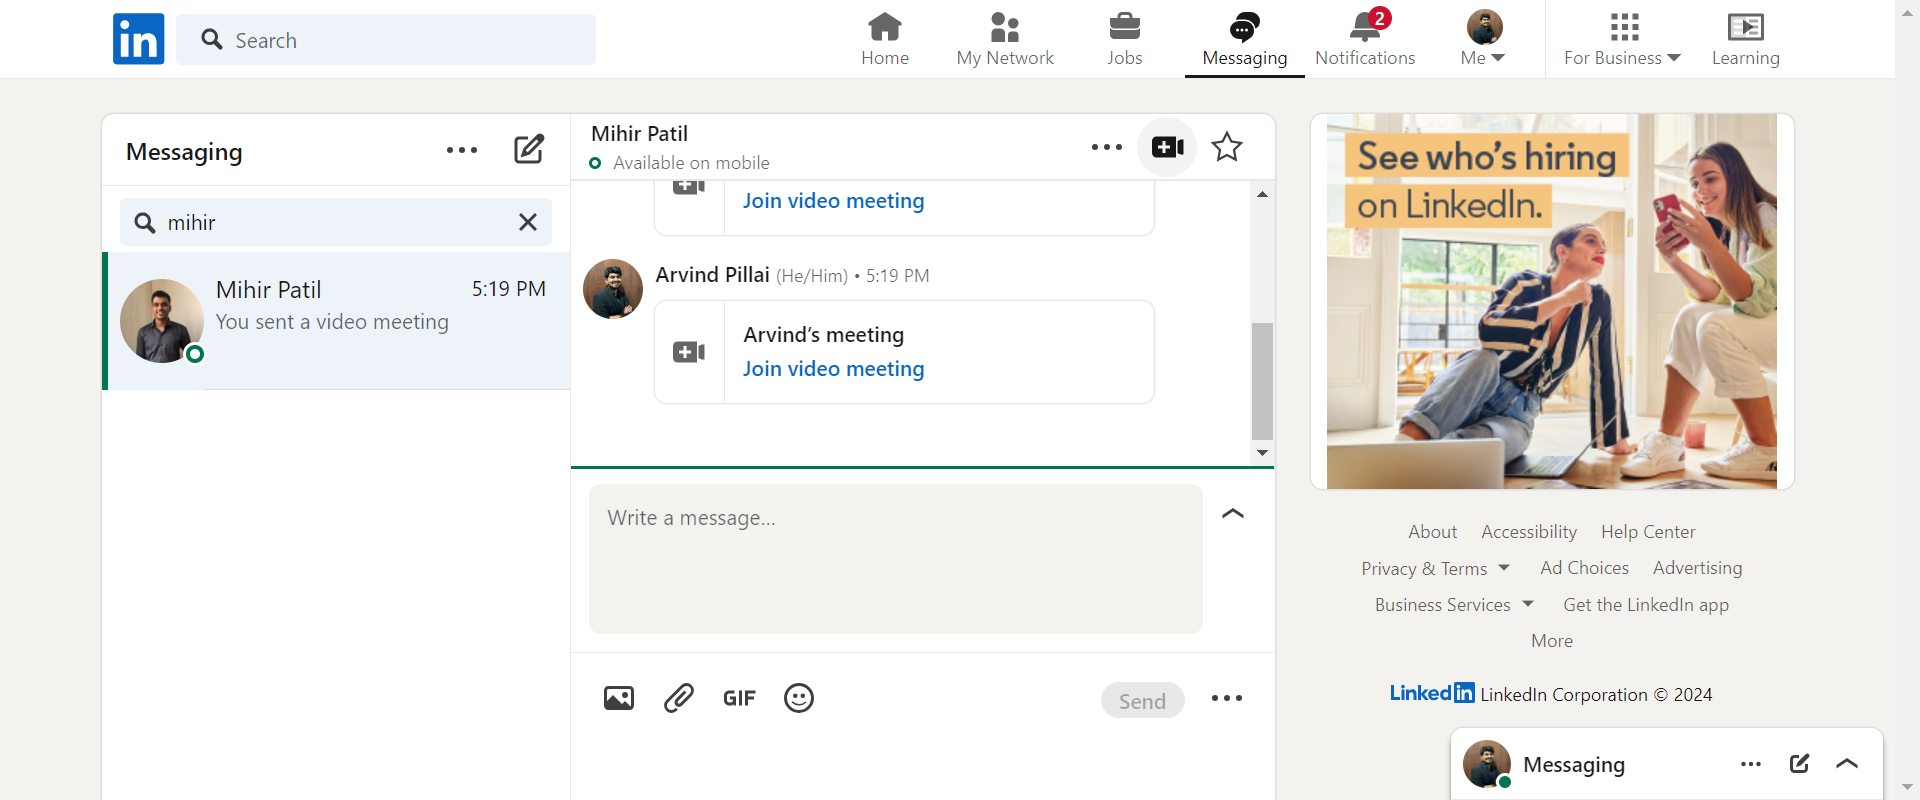 in
Search
Home
My Network
Jobs
Messaging
2
Notifications
Me
For Business
Learning
Messaging
mihir
Mihir Patil
5:19 PM
You sent a video meeting
Mihir Patil
Available on mobile
Join video meeting
Arvind Pillai (He/Him) • 5:19 PM
Arvind's meeting
Join video meeting
Write a message...
GIF
Send
See who's hiring
on LinkedIn.
About Accessibility Help Center
Privacy & Terms Ad Choices Advertising
Business Services Get the LinkedIn app
More
LinkedIn LinkedIn Corporation © 2024
Messaging